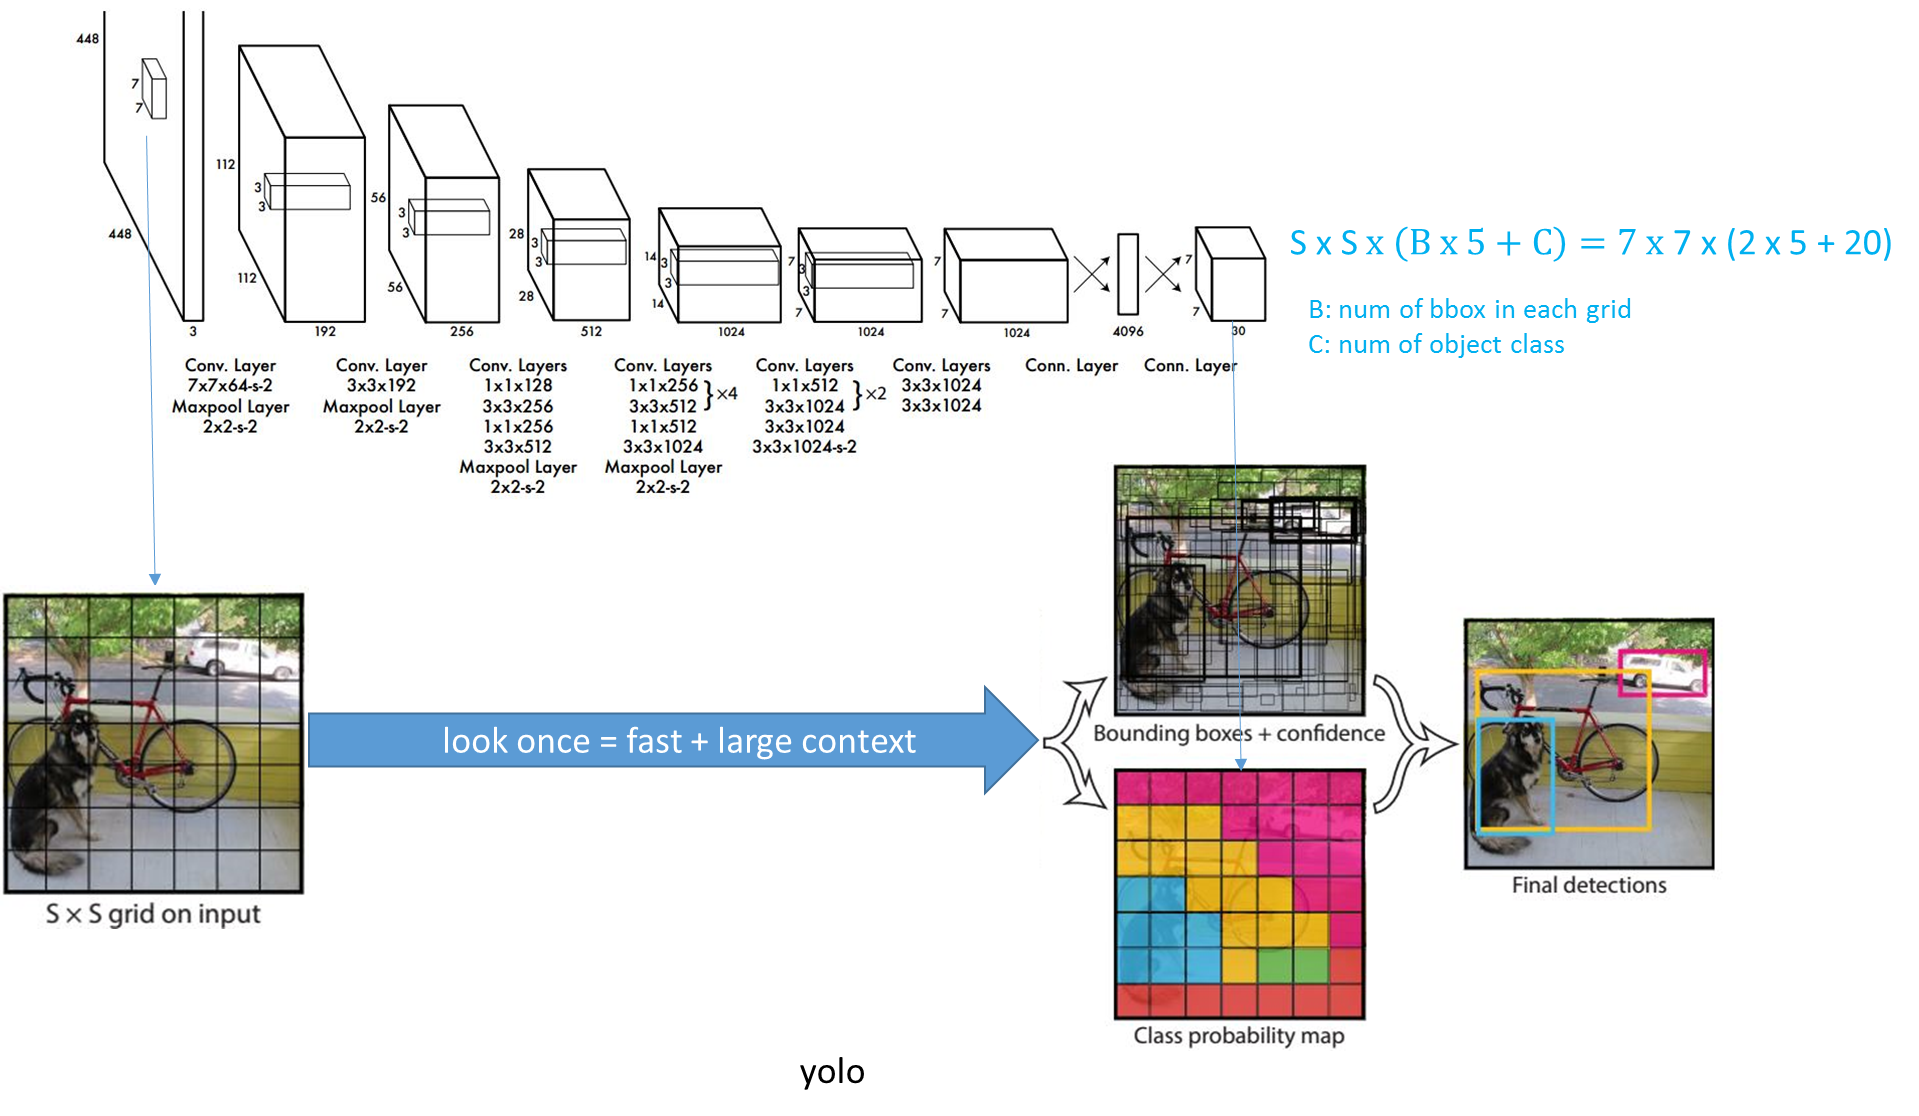 448
7
7
448
3
112
3
3
112
192
56
3
3
56
256
28
3
3
28
512
14
3
3
14
1024
7
3
3
7
1024
7
7
1024
4096
7
7
30
S x S x (B x 5 + C) = 7 x 7 x (2 x 5 + 20)
B: num of bbox in each grid
C: num of object class
Conv. Layer
7x7x64-s-2
Maxpool Layer
2x2-s-2
Conv. Layer
3x3x192
Maxpool Layer
2x2-s-2
Conv. Layers
1x1x128
3x3x256
1x1x256
3x3x512
Maxpool Layer
2x2-s-2
Conv. Layers
1x1x256
3x3x512
}×4
1x1x512
3x3x1024
Maxpool Layer
2x2-s-2
Conv. Layers
1x1x512
3x3x1024
}×2
3x3x1024
3x3x1024-s-2
Conv. Layers
3x3x1024
3x3x1024
Conn. Layer
Conn. Layer
S × S grid on input
look once = fast + large context
Bounding boxes + confidence
Class probability map
Final detections
yolo